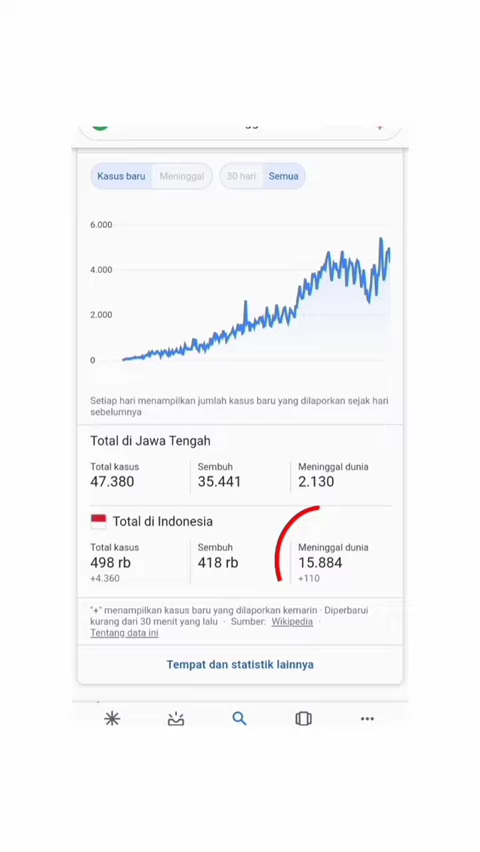 Kasus baru
Meninggal
30 hari
Semua
6.000
4.000
2.000
0
Setiap hari menampilkan jumlah kasus baru yang dilaporkan sejak hari
sebelumnya
Total di Jawa Tengah
Total kasus
Sembuh
Meninggal dunia
47.380
35.441
2.130
Total di Indonesia
Total kasus
Sembuh
Meninggal dunia
498 rb
418 rb
15.884
+4.360
+110
"+" menampilkan kasus baru yang dilaporkan kemarin · Diperbarui
kurang dari 30 menit yang lalu · Sumber: Wikipedia ·
Tentang data ini
Tempat dan statistik lainnya